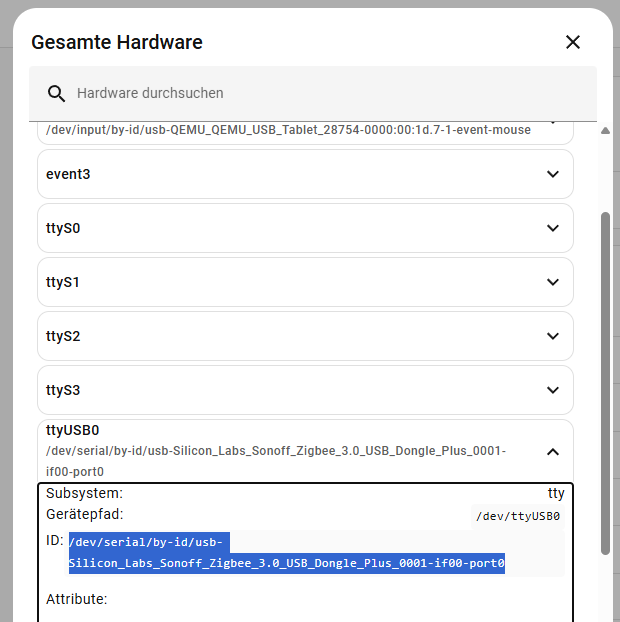 Gesamte Hardware
Hardware durchsuchen
/dev/input/by-id/usb-QEMU_QEMU_USB_Tablet_28754-0000:00:1d.7-1-event-mouse
event3
ttyS0
ttyS1
ttyS2
ttyS3
ttyUSB0
/dev/serial/by-id/usb-Silicon_Labs_Sonoff_Zigbee_3.0_USB_Dongle_Plus_0001-
if00-port0
Subsystem: tty
Gerätepfad: /dev/ttyUSB0
ID: /dev/serial/by-id/usb-
Silicon_Labs_Sonoff_Zigbee_3.0_USB_Dongle_Plus_0001-if00-port0
Attribute: